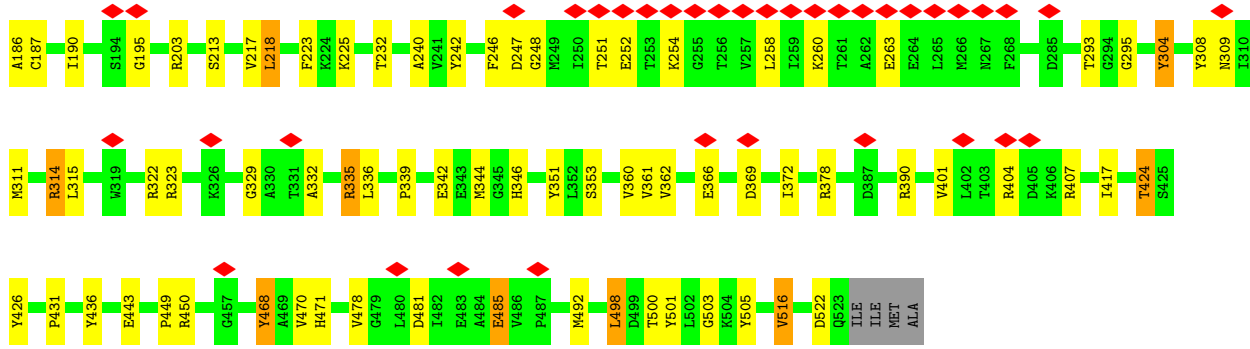 A186 C187 I190 S194 G195 R203 S213 V217 L218 F223 K224 K225 T232 A240 V241 Y242 F246 D247 G248 M249 I250 T251 E252 T253 K254 G255 T256 V257 L258 I259 K260 T261 A262 E263 E264 L265 M266 N267 F268 D285 T293 G294 G295 Y304 Y308 N309 I310
M311 R314 L315 W319 R322 R323 K326 G329 A330 T331 A332 R335 L336 P339 E342 E343 M344 G345 H346 Y351 L352 S353 V360 V361 V362 E366 D369 I372 R378 D387 R390 V401 L402 T403 R404 D405 K406 R407 I417 T424 S425
Y426 P431 Y436 E443 P449 R450 G457 Y468 A469 V470 H471 V478 G479 L480 D481 I482 E483 A484 E485 V486 P487 M492 L498 D499 T500 Y501 L502 G503 K504 Y505 V516 D522 Q523 ILE ILE MET ALA